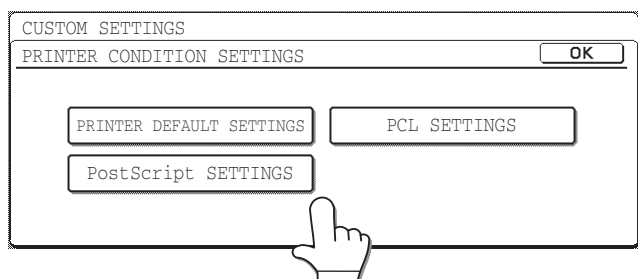 CUSTOM SETTINGS
PRINTER CONDITION SETTINGS OK
PRINTER DEFAULT SETTINGS PCL SETTINGS
PostScript SETTINGS